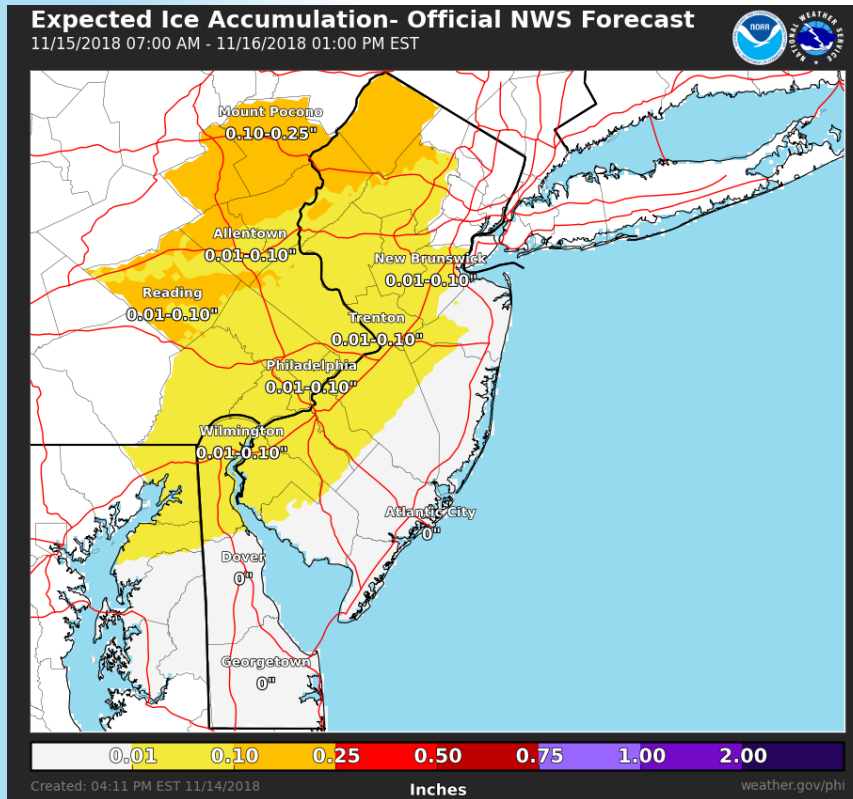 Expected Ice Accumulation- Official NWS Forecast
11/15/2018 07:00 AM - 11/16/2018 01:00 PM EST
NOAA
NATIONAL WEATHER SERVICE
Mount Pocono
0.10-0.25"
Allentown
0.01-0.10"
New Brunswick
0.01-0.10"
Reading
0.01-0.10"
Trenton
0.01-0.10"
Philadelphia
0.01-0.10"
Wilmington
0.01-0.10"
Atlantic City
0"
Dover
0"
Georgetown
0"
0.01 0.10 0.25 0.50 0.75 1.00 2.00
Created: 04:11 PM EST 11/14/2018
Inches
weather.gov/phi